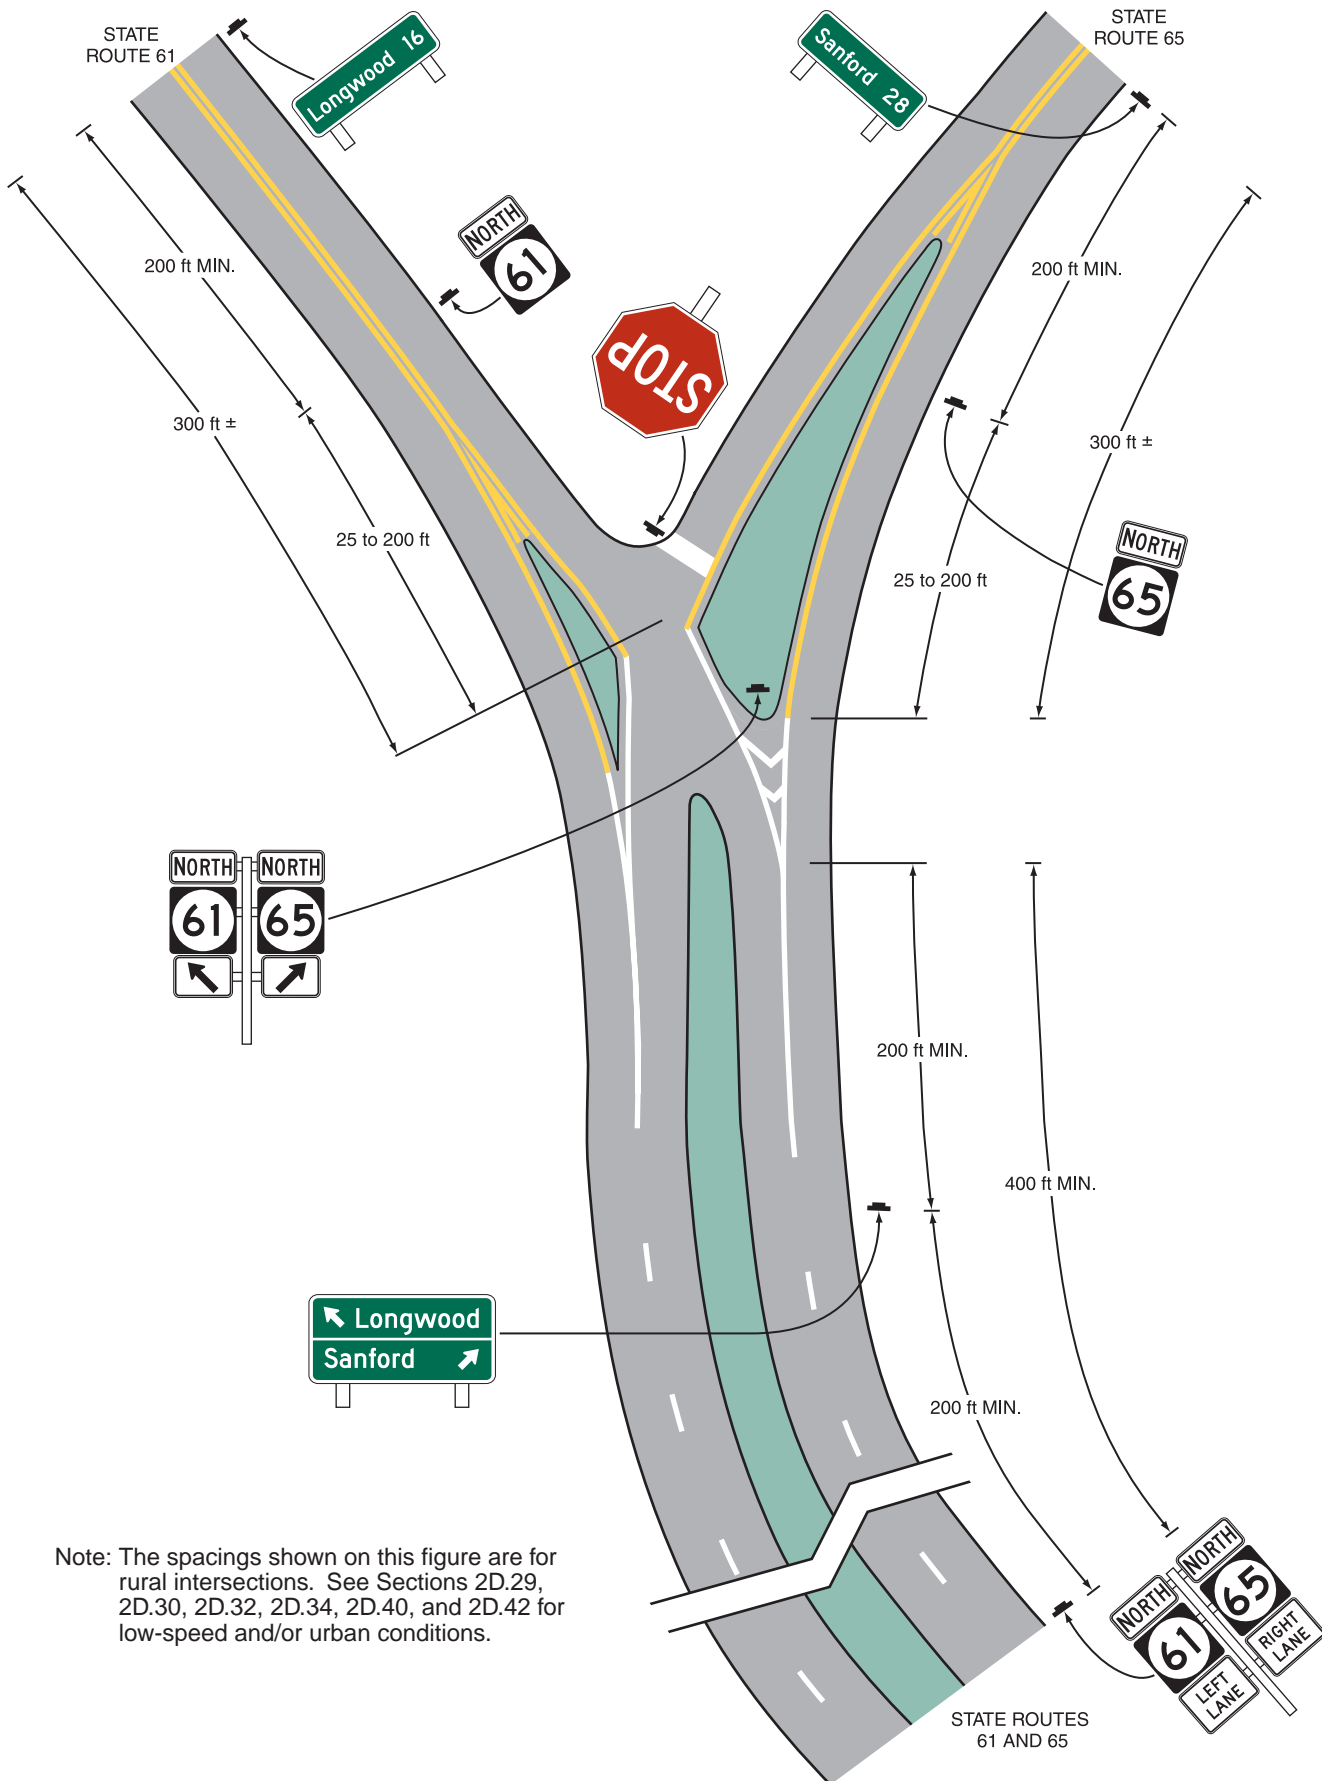 STATE
ROUTE 61
Longwood 16
Sanford 28
STATE
ROUTE 65
NORTH
61
200 ft MIN.
200 ft MIN.
STOP
300 ft ±
300 ft ±
25 to 200 ft
NORTH
65
25 to 200 ft
NORTH NORTH
61 65
200 ft MIN.
400 ft MIN.
Longwood
Sanford
200 ft MIN.
NORTH
65
RIGHT
LANE
NORTH
61
LEFT
LANE
Note: The spacings shown on this figure are for
rural intersections. See Sections 2D.29,
2D.30, 2D.32, 2D.34, 2D.40, and 2D.42 for
low-speed and/or urban conditions.
STATE ROUTES
61 AND 65